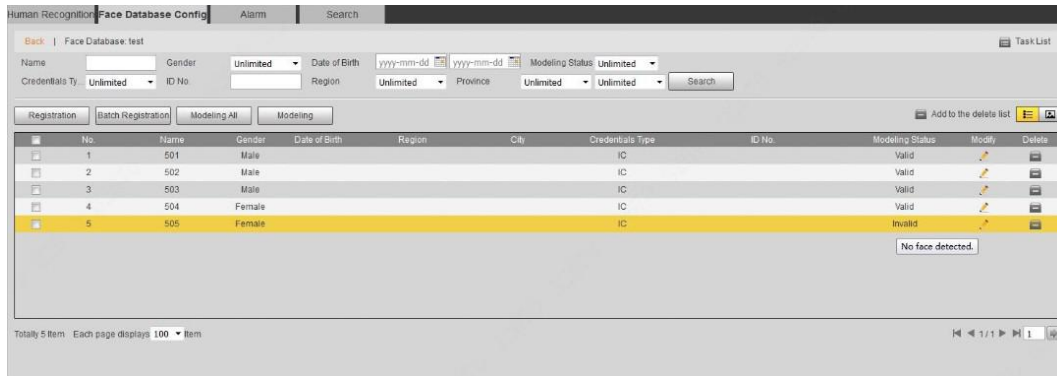 Human Recognition Face Database Config Alarm Search
Back | Face Database: test Task List
Name Gender Unlimited Date of Birth yyyy-mm-dd yyyy-mm-dd Modeling Status Unlimited
Credentials Ty... Unlimited ID No. Region Unlimited Province Unlimited Unlimited Search
Registration Batch Registration Modeling All Modeling Add to the delete list
No. Name Gender Date of Birth Region City Credentials Type ID No. Modeling Status Modify Delete
1 501 Male IC Valid
2 502 Male IC Valid
3 503 Male IC Valid
4 504 Female IC Valid
5 505 Female IC Invalid
No face detected.
Totally 5 Item Each page displays 100 Item 1/1 1